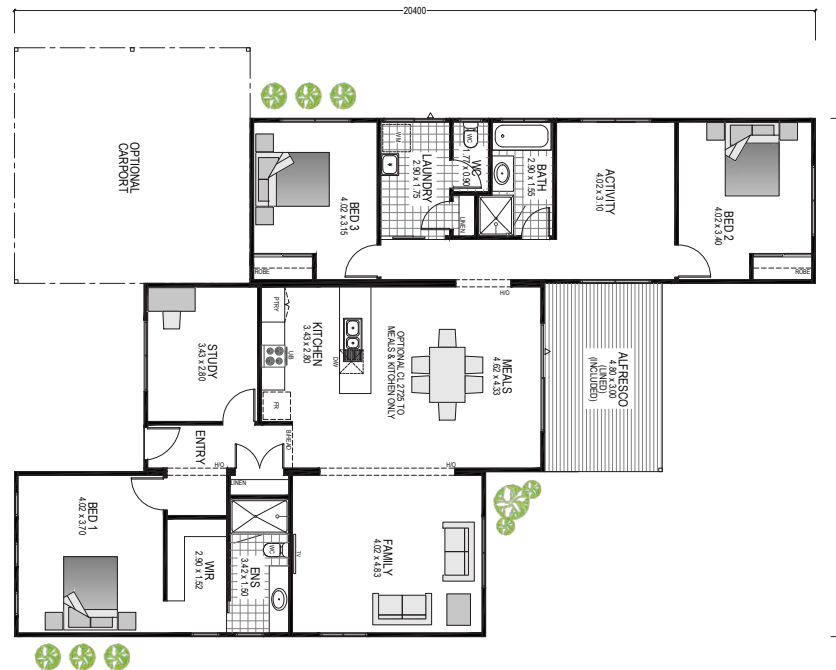 20400
OPTIONAL
CARPORT
BED 3
4.02 x 3.15
ROBE
WM
LAUNDRY
2.90 x 1.75
WC
WC
1.77 x 0.90
LINEN
BATH
2.90 x 1.55
ACTIVITY
4.02 x 3.10
BED 2
4.02 x 3.40
ROBE
H/O
STUDY
3.43 x 2.80
PTRY
KITCHEN
3.43 x 2.80
UB
FR
DW
OPTIONAL CL 2725 TO
MEALS & KITCHEN ONLY
MEALS
4.62 x 4.33
ALFRESCO
4.80 x 3.00
(LINED)
(INCLUDED)
ENTRY
H/O
B/HEAD
H/O
LINEN
BED 1
4.02 x 3.70
WIR
2.90 x 1.52
WC
ENS
3.42 x 1.50
TV
FAMILY
4.02 x 4.83